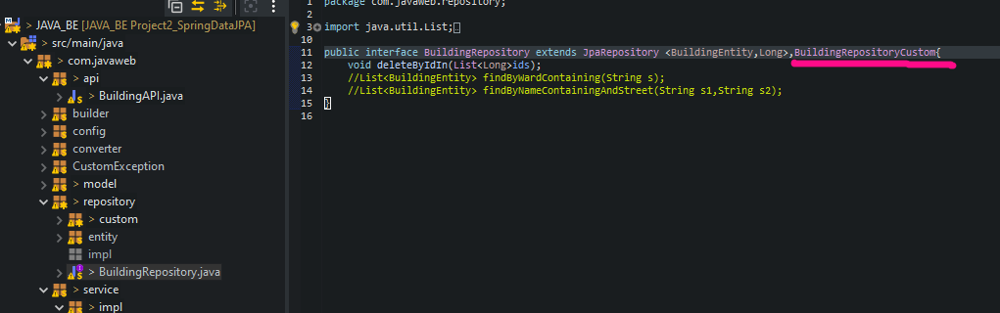 JAVA_BE [JAVA_BE Project2_SpringDataJPA]
> src/main/java
> com.javaweb
> api
> BuildingAPI.java
builder
config
converter
CustomException
> model
> repository
> custom
entity
impl
> BuildingRepository.java
> service
> impl
1 package com.javaweb.repository;
2
3 import java.util.List;
10
11 public interface BuildingRepository extends JpaRepository <BuildingEntity,Long>,BuildingRepositoryCustom{
12 void deleteByIdIn(List<Long>ids);
13 //List<BuildingEntity> findByWardContaining(String s);
14 //List<BuildingEntity> findByNameContainingAndStreet(String s1,String s2);
15 }
16